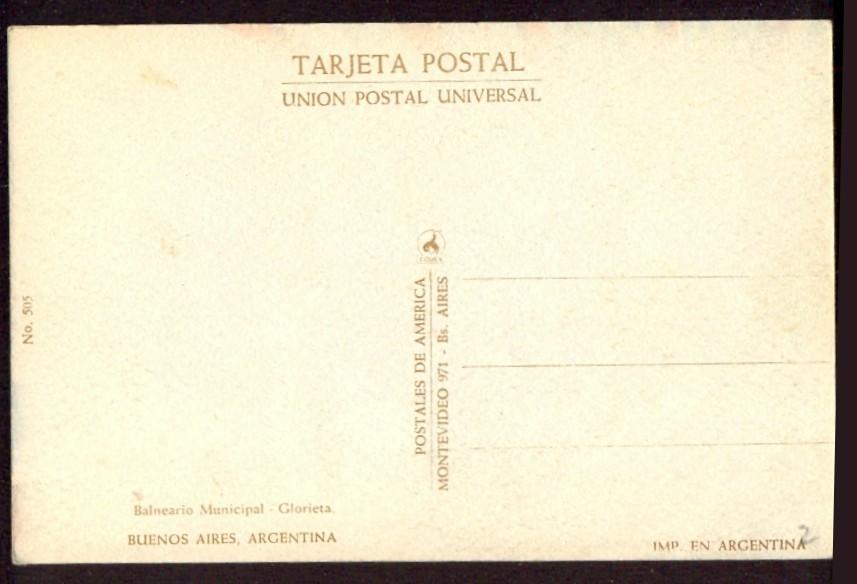 TARJETA POSTAL
UNION POSTAL UNIVERSAL
No. 505
POSTALES DE AMERICA
MONTEVIDEO 971 - Bs. AIRES
Balneario Municipal - Glorieta.
BUENOS AIRES, ARGENTINA
IMP. EN ARGENTINA
2